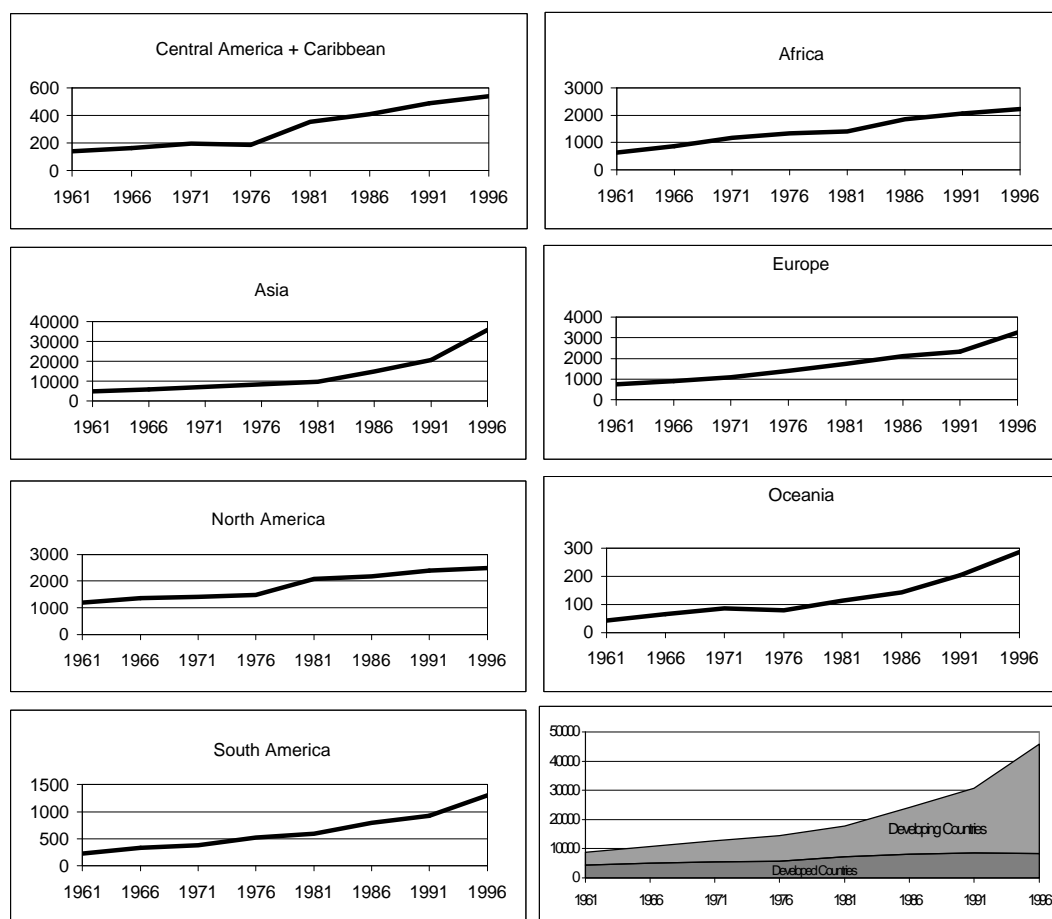 Central America + Caribbean
600
400
200
0
1961 1966 1971 1976 1981 1986 1991 1996
Africa
3000
2000
1000
0
1961 1966 1971 1976 1981 1986 1991 1996
Asia
40000
30000
20000
10000
0
1961 1966 1971 1976 1981 1986 1991 1996
Europe
4000
3000
2000
1000
0
1961 1966 1971 1976 1981 1986 1991 1996
North America
3000
2000
1000
0
1961 1966 1971 1976 1981 1986 1991 1996
Oceania
300
200
100
0
1961 1966 1971 1976 1981 1986 1991 1996
South America
1500
1000
500
0
1961 1966 1971 1976 1981 1986 1991 1996
50000
40000
30000
20000
10000
0
Developing Countries
Developed Countries
1961 1966 1971 1976 1981 1986 1991 1996